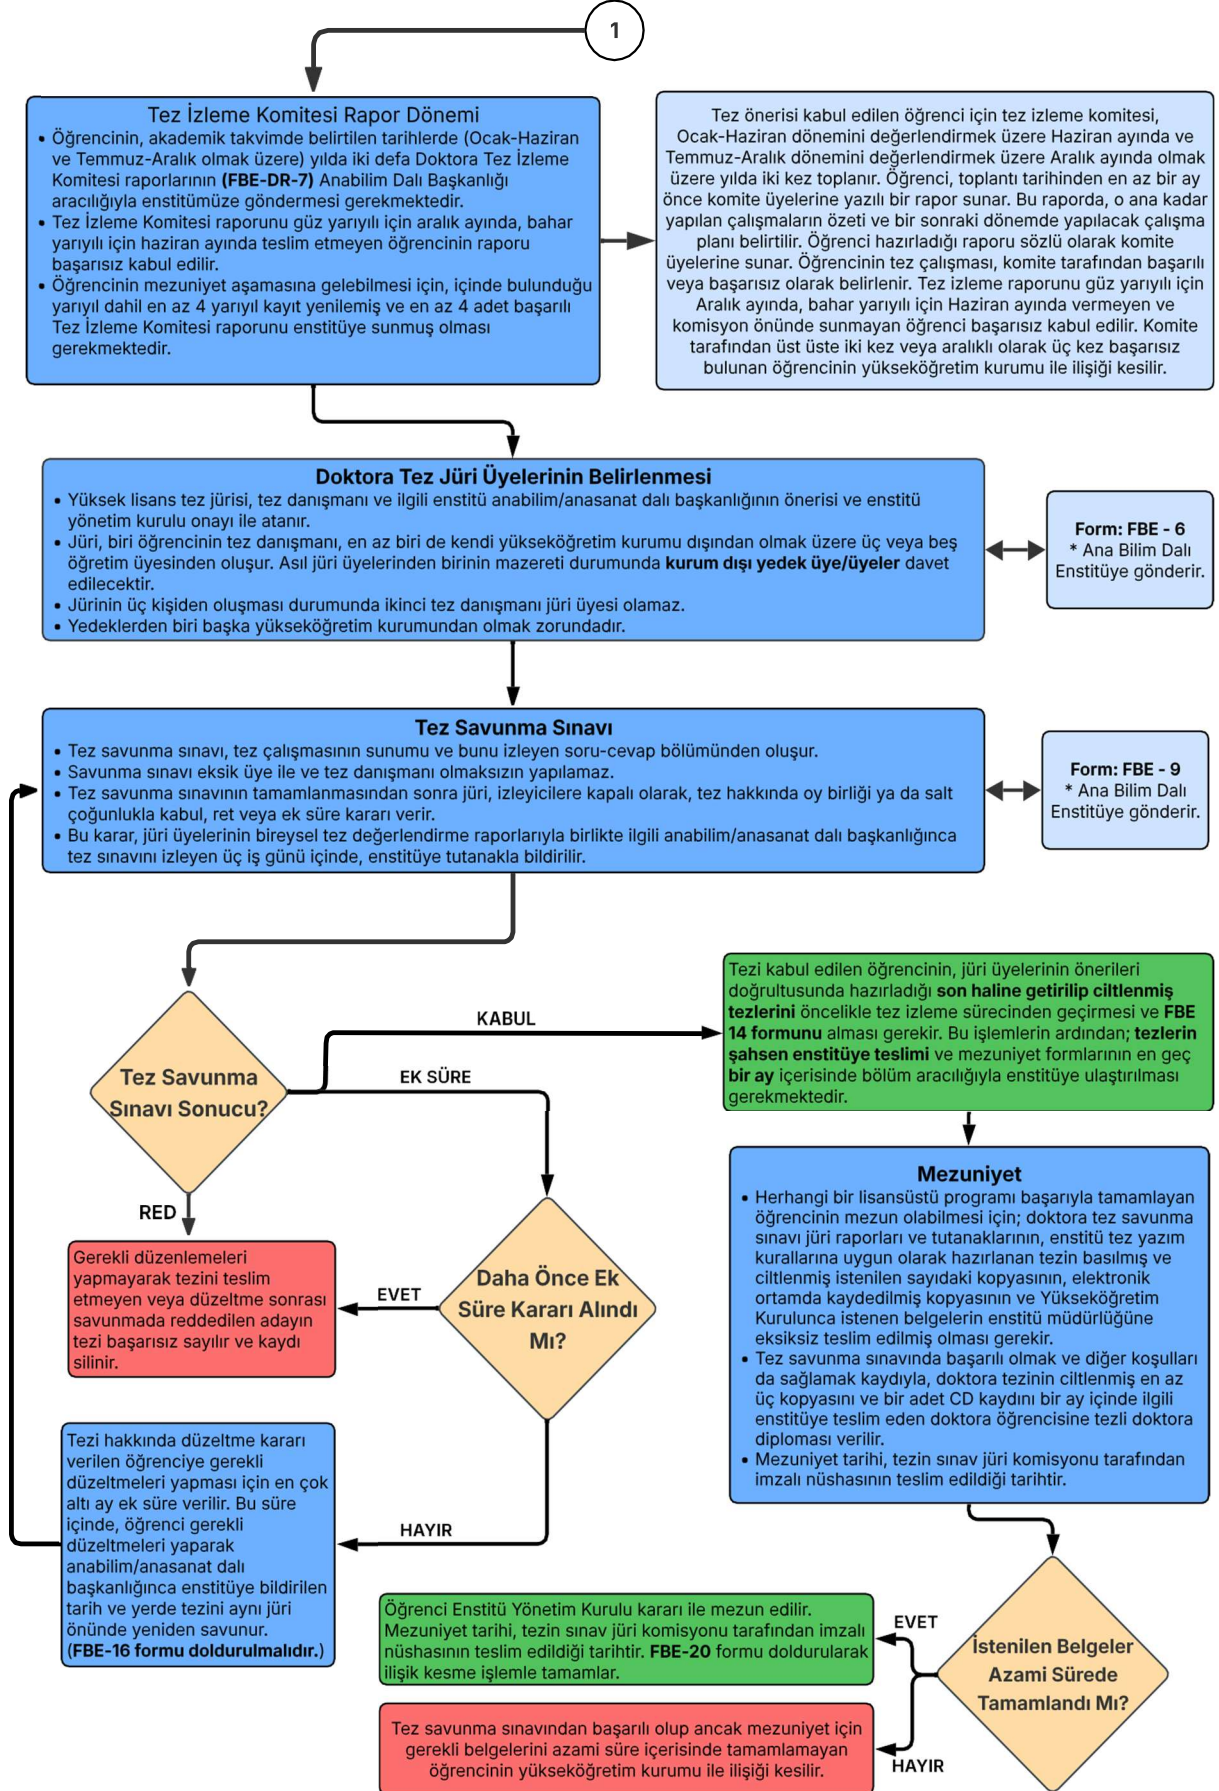 1
Tez İzleme Komitesi Rapor Dönemi
• Öğrencinin, akademik takvimde belirtilen tarihlerde (Ocak-Haziran
ve Temmuz-Aralık olmak üzere) yılda iki defa Doktora Tez İzleme
Komitesi raporlarının (FBE-DR-7) Anabilim Dalı Başkanlığı
aracılığıyla enstitümüze göndermesi gerekmektedir.
• Tez İzleme Komitesi raporunu güz yarıyılı için aralık ayında, bahar
yarıyılı için haziran ayında teslim etmeyen öğrencinin raporu
başarısız kabul edilir.
• Öğrencinin mezuniyet aşamasına gelebilmesi için, içinde bulunduğu
yarıyıl dahil en az 4 yarıyıl kayıt yenilemiş ve en az 4 adet başarılı
Tez İzleme Komitesi raporunu enstitüye sunmuş olması
gerekmektedir.
Tez önerisi kabul edilen öğrenci için tez izleme komitesi,
Ocak-Haziran dönemini değerlendirmek üzere Haziran ayında ve
Temmuz-Aralık dönemini değerlendirmek üzere Aralık ayında olmak
üzere yılda iki kez toplanır. Öğrenci, toplantı tarihinden en az bir ay
önce komite üyelerine yazılı bir rapor sunar. Bu raporda, o ana kadar
yapılan çalışmaların özeti ve bir sonraki dönemde yapılacak çalışma
planı belirtilir. Öğrenci hazırladığı raporu sözlü olarak komite
üyelerine sunar. Öğrencinin tez çalışması, komite tarafından başarılı
veya başarısız olarak belirlenir. Tez izleme raporunu güz yarıyılı için
Aralık ayında, bahar yarıyılı için Haziran ayında vermeyen ve
komisyon önünde sunmayan öğrenci başarısız kabul edilir. Komite
tarafından üst üste iki kez veya aralıklı olarak üç kez başarısız
bulunan öğrencinin yükseköğretim kurumu ile ilişiği kesilir.
Doktora Tez Jüri Üyelerinin Belirlenmesi
• Yüksek lisans tez jürisi, tez danışmanı ve ilgili enstitü anabilim/anasanat dalı başkanlığının önerisi ve enstitü
yönetim kurulu onayı ile atanır.
• Jüri, biri öğrencinin tez danışmanı, en az biri de kendi yükseköğretim kurumu dışından olmak üzere üç veya beş
öğretim üyesinden oluşur. Asıl jüri üyelerinden birinin mazereti durumunda kurum dışı yedek üye/üyeler davet
edilecektir.
• Jürinin üç kişiden oluşması durumunda ikinci tez danışmanı jüri üyesi olamaz.
• Yedeklerden biri başka yükseköğretim kurumundan olmak zorundadır.
Form: FBE - 6
* Ana Bilim Dalı
Enstitüye gönderir.
Tez Savunma Sınavı
• Tez savunma sınavı, tez çalışmasının sunumu ve bunu izleyen soru-cevap bölümünden oluşur.
• Savunma sınavı eksik üye ile ve tez danışmanı olmaksızın yapılamaz.
• Tez savunma sınavının tamamlanmasından sonra jüri, izleyicilere kapalı olarak, tez hakkında oy birliği ya da salt
çoğunlukla kabul, ret veya ek süre kararı verir.
• Bu karar, jüri üyelerinin bireysel tez değerlendirme raporlarıyla birlikte ilgili anabilim/anasanat dalı başkanlığınca
tez sınavını izleyen üç iş günü içinde, enstitüye tutanakla bildirilir.
Form: FBE - 9
* Ana Bilim Dalı
Enstitüye gönderir.
Tez Savunma
Sınavı Sonucu?
KABUL
EK SÜRE
RED
Tezi kabul edilen öğrencinin, jüri üyelerinin önerileri
doğrultusunda hazırladığı son haline getirilip ciltlenmiş
tezlerini öncelikle tez izleme sürecinden geçirmesi ve FBE
14 formunu alması gerekir. Bu işlemlerin ardından; tezlerin
şahsen enstitüye teslimi ve mezuniyet formlarının en geç
bir ay içerisinde bölüm aracılığıyla enstitüye ulaştırılması
gerekmektedir.
Gerekli düzenlemeleri
yapmayarak tezini teslim
etmeyen veya düzeltme sonrası
savunmada reddedilen adayın
tezi başarısız sayılır ve kaydı
silinir.
EVET
Daha Önce Ek
Süre Kararı Alındı
Mı?
HAYIR
Tezi hakkında düzeltme kararı
verilen öğrenciye gerekli
düzeltmeleri yapması için en çok
altı ay ek süre verilir. Bu süre
içinde, öğrenci gerekli
düzeltmeleri yaparak
anabilim/anasanat dalı
başkanlığınca enstitüye bildirilen
tarih ve yerde tezini aynı jüri
önünde yeniden savunur.
(FBE-16 formu doldurulmalıdır.)
Mezuniyet
• Herhangi bir lisansüstü programı başarıyla tamamlayan
öğrencinin mezun olabilmesi için; doktora tez savunma
sınavı jüri raporları ve tutanaklarının, enstitü tez yazım
kurallarına uygun olarak hazırlanan tezin basılmış ve
ciltlenmiş istenilen sayıdaki kopyasının, elektronik
ortamda kaydedilmiş kopyasının ve Yükseköğretim
Kurulunca istenen belgelerin enstitü müdürlüğüne
eksiksiz teslim edilmiş olması gerekir.
• Tez savunma sınavında başarılı olmak ve diğer koşulları
da sağlamak kaydıyla, doktora tezinin ciltlenmiş en az
üç kopyasını ve bir adet CD kaydını bir ay içinde ilgili
enstitüye teslim eden doktora öğrencisine tezli doktora
diploması verilir.
• Mezuniyet tarihi, tezin sınav jüri komisyonu tarafından
imzalı nüshasının teslim edildiği tarihtir.
Öğrenci Enstitü Yönetim Kurulu kararı ile mezun edilir.
Mezuniyet tarihi, tezin sınav jüri komisyonu tarafından imzalı
nüshasının teslim edildiği tarihtir. FBE-20 formu doldurularak
ilişik kesme işlemle tamamlar.
EVET
İstenilen Belgeler
Azami Sürede
Tamamlandı Mı?
HAYIR
Tez savunma sınavından başarılı olup ancak mezuniyet için
gerekli belgelerini azami süre içerisinde tamamlamayan
öğrencinin yükseköğretim kurumu ile ilişiği kesilir.